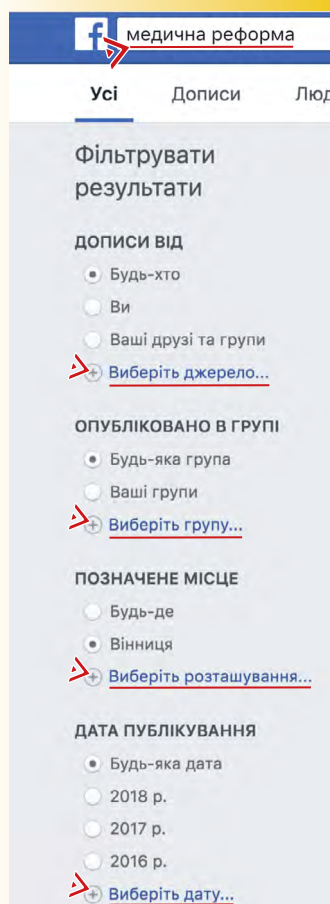 f медична реформа
Усі Дописи
Фільтрувати
результати
ДОПИСИ ВІД
Будь-хто
Ви
Ваші друзі та групи
Виберіть джерело...
ОПУБЛІКОВАНО В ГРУПІ
Будь-яка група
Ваші групи
Виберіть групу...
ПОЗНАЧЕНЕ МІСЦЕ
Будь-де
Вінниця
Виберіть розташування...
ДАТА ПУБЛІКУВАННЯ
Будь-яка дата
2018 р.
2017 р.
2016 р.
Виберіть дату...